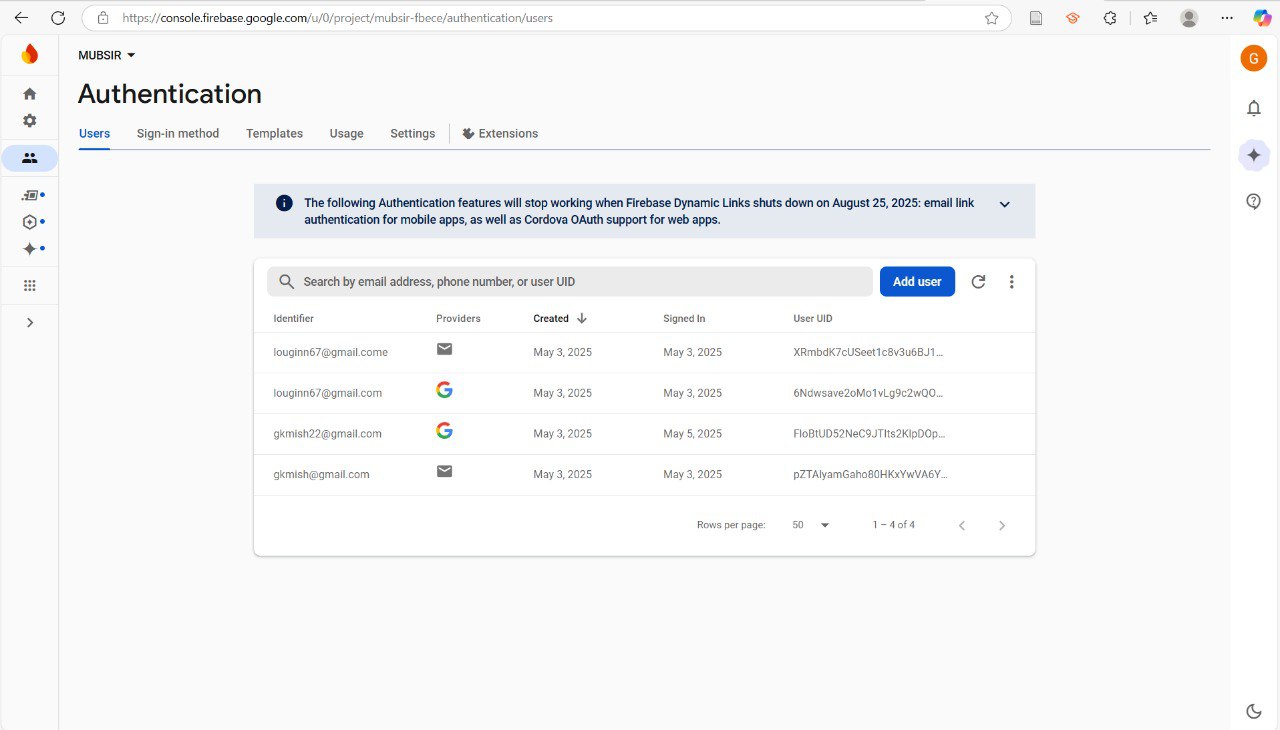 https://console.firebase.google.com/u/0/project/mubsir-fbece/authentication/users
MUBSIR
G
Authentication
Users Sign-in method Templates Usage Settings Extensions
The following Authentication features will stop working when Firebase Dynamic Links shuts down on August 25, 2025: email link
authentication for mobile apps, as well as Cordova OAuth support for web apps.
Search by email address, phone number, or user UID Add user
Identifier Providers Created Signed In User UID
louginn67@gmail.come May 3, 2025 May 3, 2025 XRmbdK7cUSeet1c8v3u6BJ1...
louginn67@gmail.com May 3, 2025 May 3, 2025 6Ndwsave2oMo1vLg9c2wQO...
gkmish22@gmail.com May 3, 2025 May 5, 2025 FloBtUD52NeC9JTIts2KlpDOp...
gkmish@gmail.com May 3, 2025 May 3, 2025 pZTAlyamGaho80HKxYwVA6Y...
Rows per page: 50 1 – 4 of 4